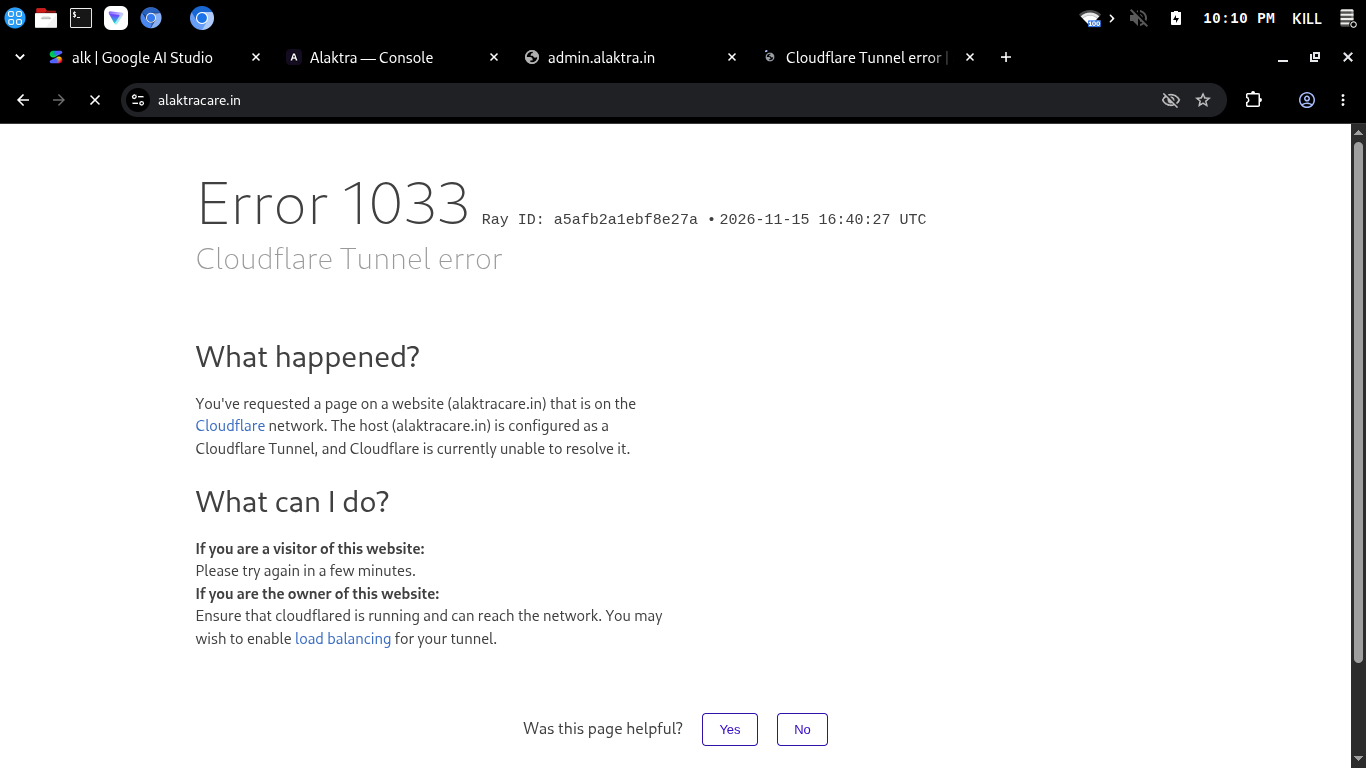 10:10 PM KILL
100
alk | Google AI Studio
A Alaktra — Console
admin.alaktra.in
Cloudflare Tunnel error |
alaktracare.in
Error 1033 Ray ID: a5afb2a1ebf8e27a • 2026-11-15 16:40:27 UTC
Cloudflare Tunnel error
What happened?
You've requested a page on a website (alaktracare.in) that is on the
Cloudflare network. The host (alaktracare.in) is configured as a
Cloudflare Tunnel, and Cloudflare is currently unable to resolve it.
What can I do?
If you are a visitor of this website:
Please try again in a few minutes.
If you are the owner of this website:
Ensure that cloudflared is running and can reach the network. You may
wish to enable load balancing for your tunnel.
Was this page helpful? Yes No